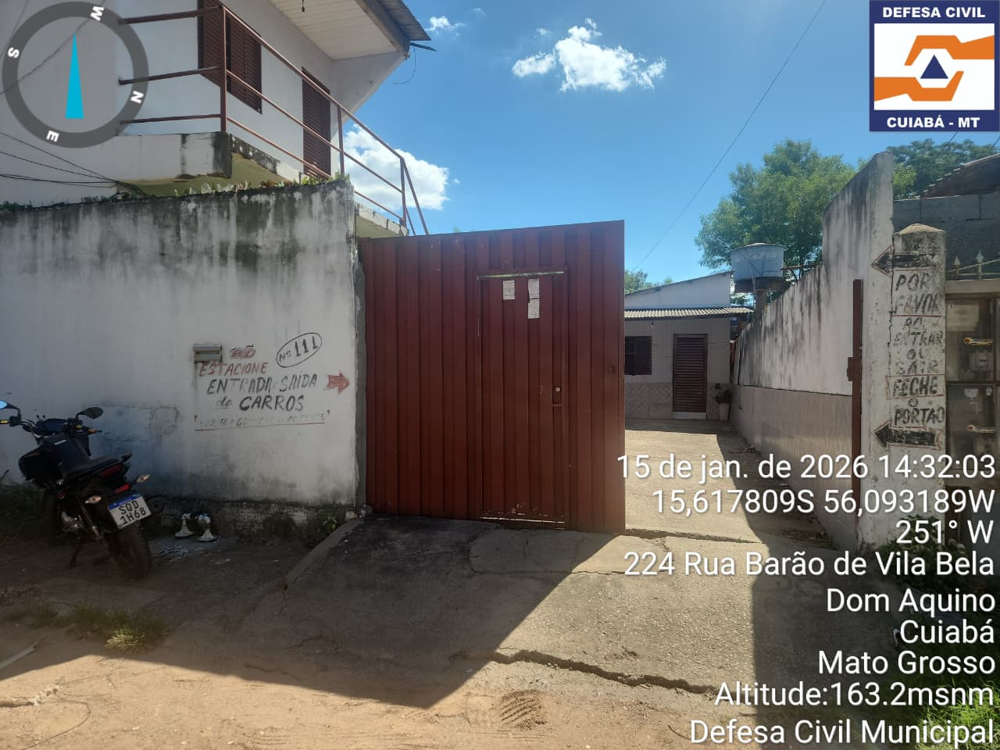 W
S
N
E
DEFESA CIVIL
CUIABÁ - MT
NÃO
Nº 111
ESTACIONE
ENTRADA-SAIDA
de CARROS
POR
FAVOR
AO
ENTRAR
OU
SAIR
FECHE
O
PORTÃO
SQD
1H68
15 de jan. de 2026 14:32:03
15,617809S 56,093189W
251° W
224 Rua Barão de Vila Bela
Dom Aquino
Cuiabá
Mato Grosso
Altitude:163.2msnm
Defesa Civil Municipal